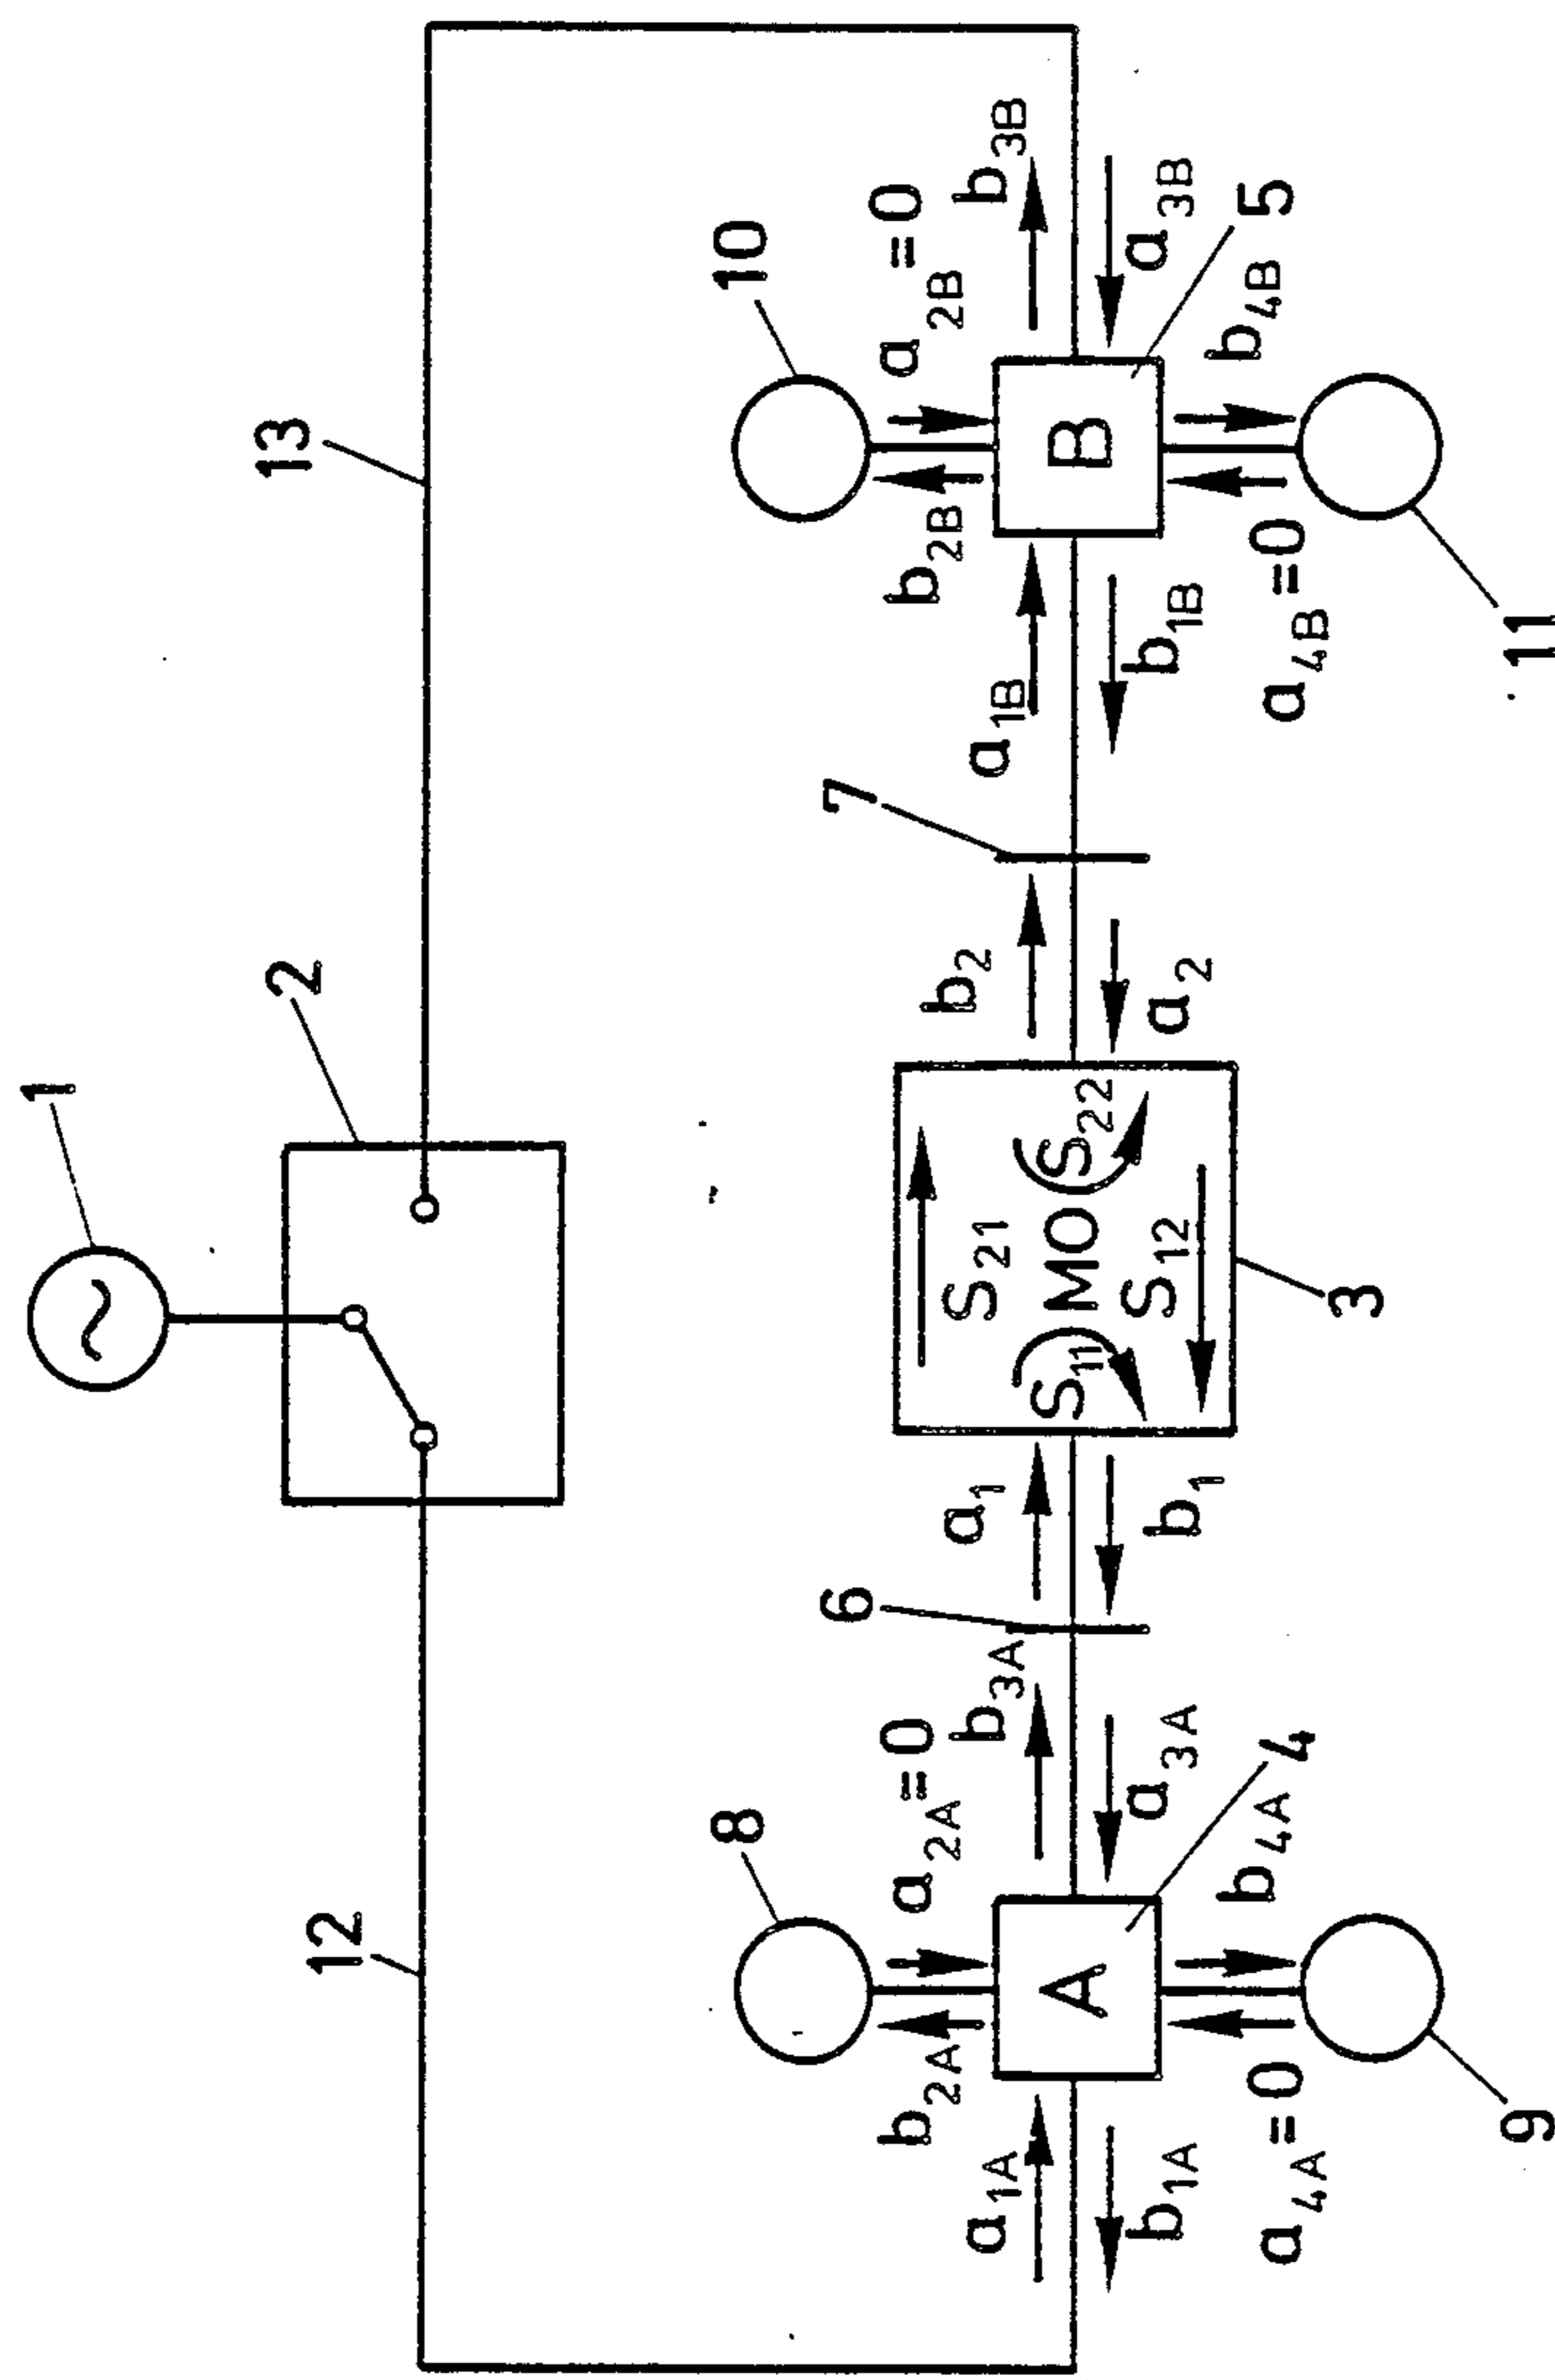 1
2
12
13
8
10
b2A
a2A=0
b2B
a2B=0
6
7
a1A
b3A
a1
b2
a1B
b3B
S21
A
S11
MO
S22
B
S12
b1A
a3A
b1
a2
b1B
a3B
a4A=0
b4A
4
3
a4B=0
b4B
5
9
11